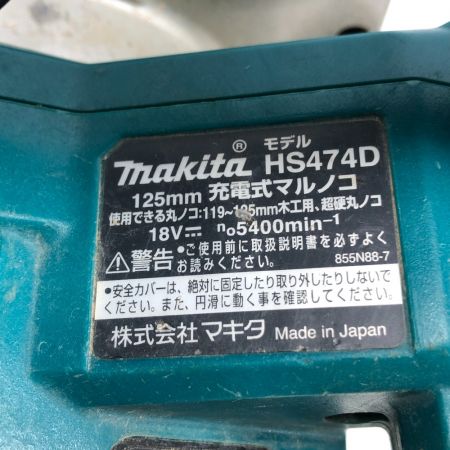 makita® モデル HS474D
125mm 充電式マルノコ
使用できる丸ノコ:119~125mm木工用、超硬丸ノコ
18V⎓ n₀5400min⁻¹
⚠警告 •ご使用前に取扱説明書を必ずよく
お読みください。 855N88-7
•安全カバーは、絶対に固定したり取り外したりしないで
ください。また、円滑に動く事を確認してください。
株式会社マキタ Made in Japan